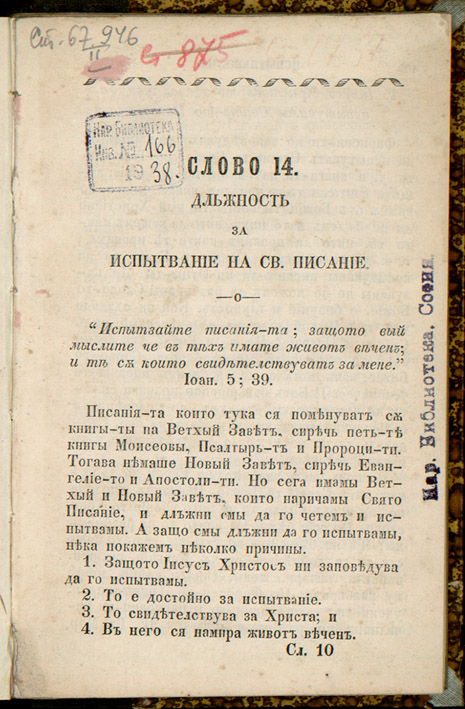 Ст. 67.946
II
Ст 875
НАР. БИБЛИОТЕКА
ИНВ. № 166
1938.
СЛОВО 14.
ДЛЬЖНОСТЬ
ЗА
ИСПЫТВАНІЕ НА СВ. ПИСАНІЕ.
—о—
“Испытвайте писанія-та; защото вый
мыслите че въ тѣхъ имате животъ вѣченъ;
и тѣ сѫ които свидѣтелствуватъ за мене.”
Іоан. 5; 39.
Писанія-та които тука ся помѣнуватъ сѫ
книгы-ты на Ветхый Завѣтъ, сирѣчь петь-тѣ
книгы Моисеовы, Псалтырь-тъ и Пророци-ти.
Тогава нѣмаше Новый Завѣтъ, сирѣчь Еван-
геліе-то и Апостоли-ти. Но сега имамы Вет-
хый и Новый Завѣтъ, които наричамы Свято
Писаніе, и длъжни смы да го четемъ и ис-
пытвамы. А защо смы длъжни да го испытвамы,
нѣка покажемъ нѣколко причины.
1. Защото Іисусъ Христосъ ни заповѣдува
да го испытвамы.
2. То е достойно за испытваніе.
3. То свидѣтелствува за Христа; и
4. Въ него ся намира животъ вѣченъ.
Сл. 10
Нар. Библиотека. София.